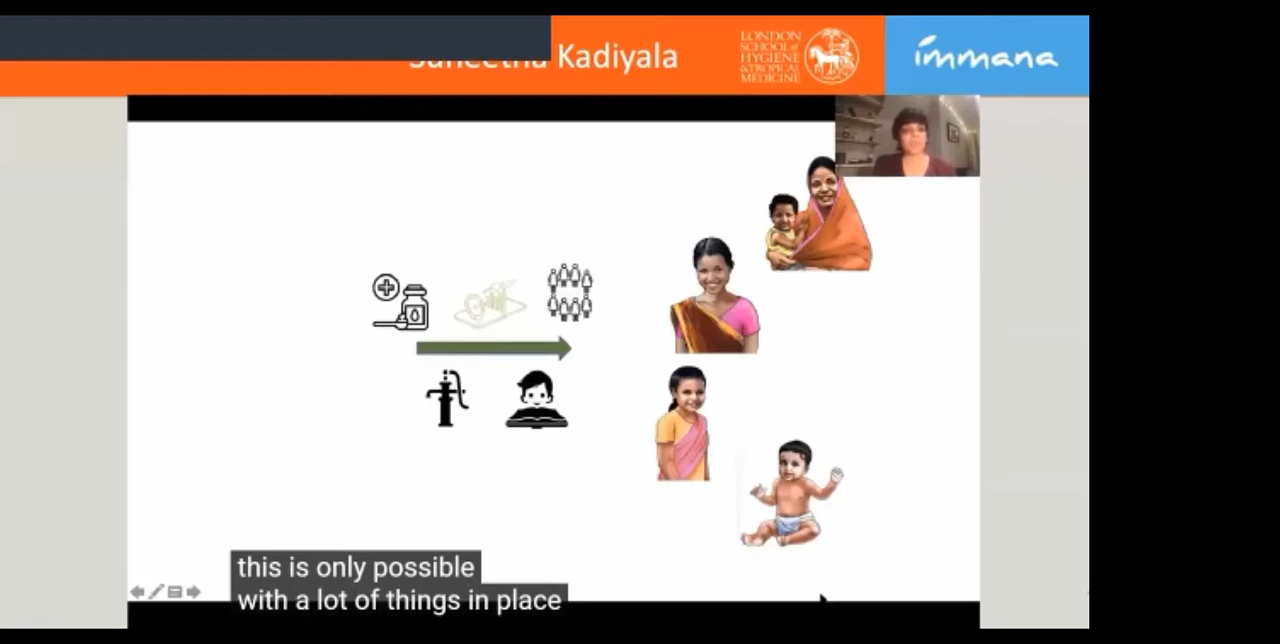 Kadiyala
LONDON
SCHOOL of
HYGIENE
& TROPICAL
MEDICINE
immana
this is only possible
with a lot of things in place